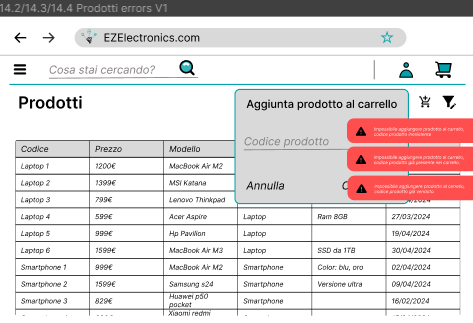 14.2/14.3/14.4 Prodotti errors V1
EZElectronics.com
Cosa stai cercando?
Prodotti
Aggiunta prodotto al carrello
Codice prodotto
Impossibile aggiungere prodotto al carrello,
codice prodotto inesistente
Impossibile aggiungere prodotto al carrello,
codice prodotto già presente nel carrello
Impossibile aggiungere prodotto al carrello,
codice prodotto già venduto
Annulla
Codice Prezzo Modello
Laptop 1 1200€ MacBook Air M2
Laptop 2 1399€ MSI Katana
Laptop 3 799€ Lenovo Thinkpad
Laptop 4 599€ Acer Aspire Laptop Ram 8GB 27/03/2024
Laptop 5 999€ Hp Pavilion Laptop 19/04/2024
Laptop 6 1599€ MacBook Air M3 Laptop SSD da 1TB 30/04/2024
Smartphone 1 999€ MacBook Air M2 Smartphone Color: blu, oro 02/04/2024
Smartphone 2 1599€ Samsung s24 Smartphone Versione ultra 09/04/2024
Smartphone 3 829€ Huawei p50 pocket Smartphone 16/02/2024
Xiaomi redmi